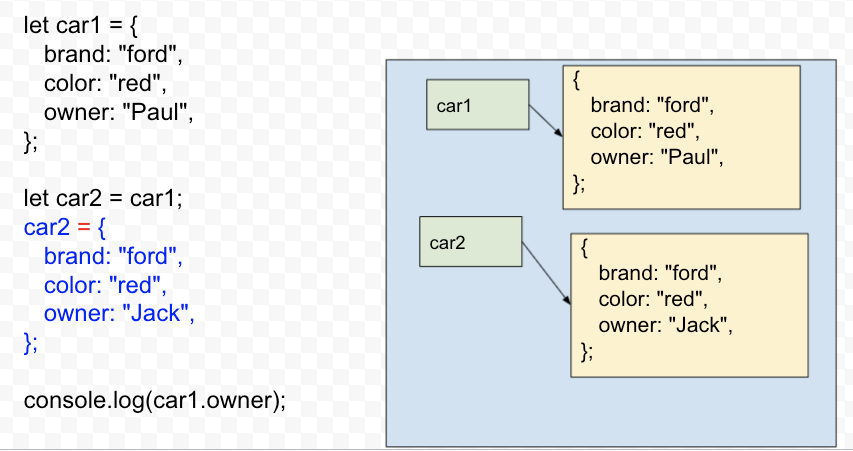 let car1 = {
brand: "ford",
color: "red",
owner: "Paul",
};
let car2 = car1;
car2 = {
brand: "ford",
color: "red",
owner: "Jack",
};
console.log(car1.owner);
car1
{
brand: "ford",
color: "red",
owner: "Paul",
};
car2
{
brand: "ford",
color: "red",
owner: "Jack",
};